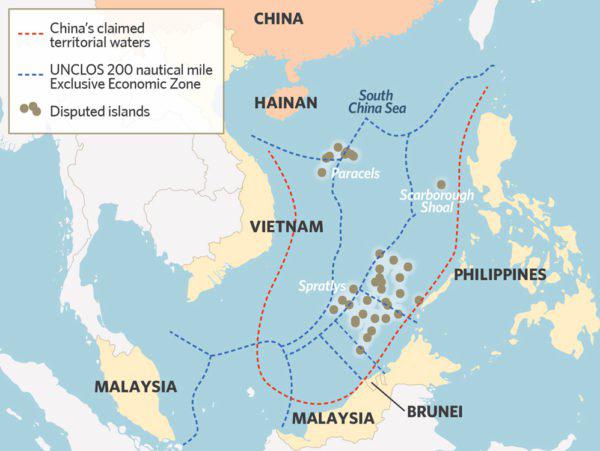 China's claimed
territorial waters
UNCLOS 200 nautical mile
Exclusive Economic Zone
Disputed islands
CHINA
HAINAN
South
China Sea
Paracels
Scarborough
Shoal
VIETNAM
Spratlys
PHILIPPINES
MALAYSIA
MALAYSIA
BRUNEI